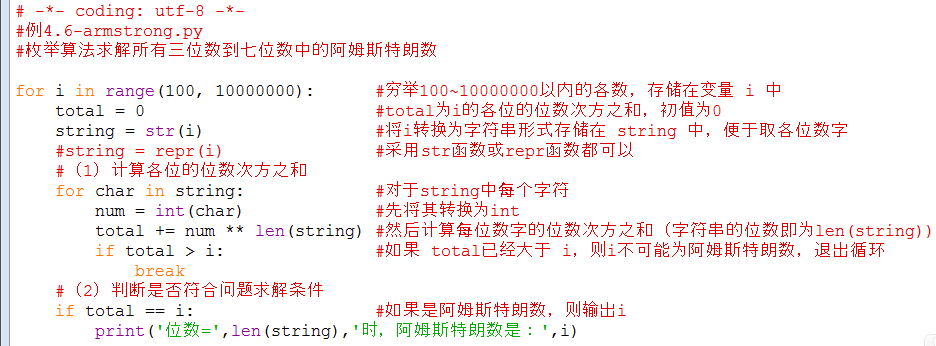 # -*- coding: utf-8 -*-
#例4.6-armstrong.py
#枚举算法求解所有三位数到七位数中的阿姆斯特朗数
for i in range(100, 10000000): #穷举100~10000000以内的各数，存储在变量 i 中
total = 0 #total为i的各位的位数次方之和，初值为0
string = str(i) #将i转换为字符串形式存储在 string 中，便于取各位数字
#string = repr(i) #采用str函数或repr函数都可以
#（1）计算各位的位数次方之和
for char in string: #对于string中每个字符
num = int(char) #先将其转换为int
total += num ** len(string) #然后计算每位数字的位数次方之和（字符串的位数即为len(string)）
if total > i: #如果 total已经大于 i，则i不可能为阿姆斯特朗数，退出循环
break
#（2）判断是否符合问题求解条件
if total == i: #如果是阿姆斯特朗数，则输出i
print('位数=',len(string),'时，阿姆斯特朗数是：',i)